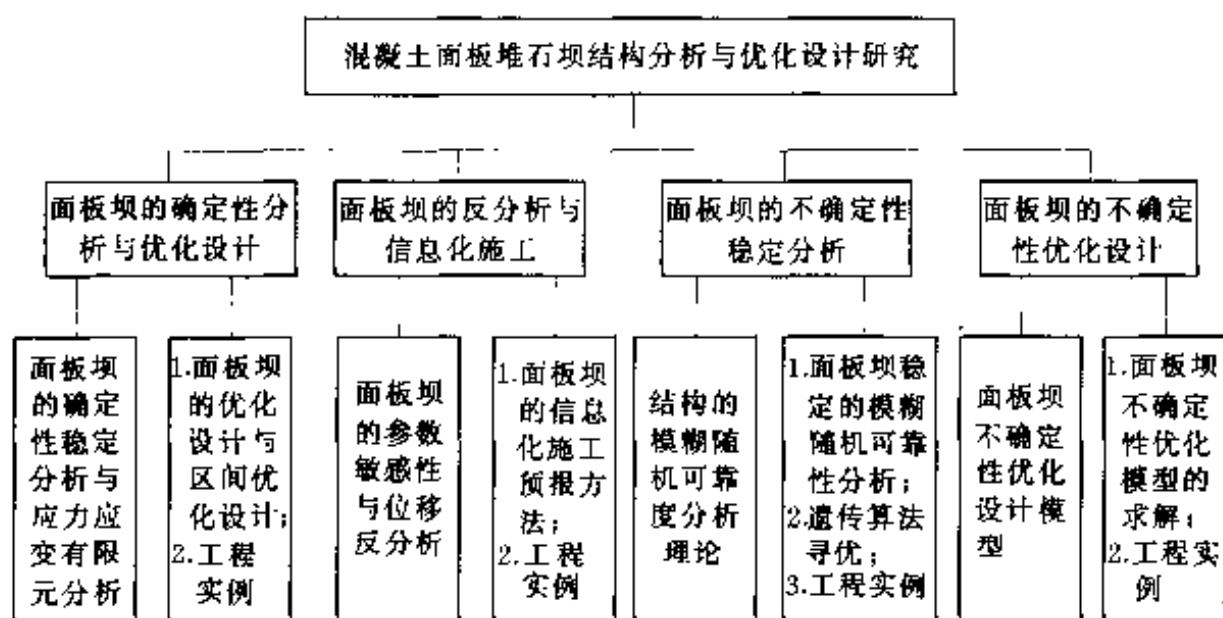 混凝土面板堆石坝结构分析与优化设计研究
面板坝的确定性分
析与优化设计
面板坝的反分析与
信息化施工
面板坝的不确定性
稳定分析
面板坝的不确定
性优化设计
面板坝
的确定
性稳定
分析与
应力应
变有限
元分析
1.面板坝
的优化
设计与
区间优
化设计;
2.工程
实例
面板坝
的参数
敏感性
与位移
反分析
1.面板坝
的信息
化施工
预报方
法;
2.工程
实例
结构的
模糊随
机可靠
度分析
理论
1.面板坝稳
定的模糊
随机可靠
性分析;
2.遗传算法
寻优;
3.工程实例
面板坝
不确定
性优化
设计模
型
1.面板坝
不确定
性优化
模型的
求解;
2.工程实
例